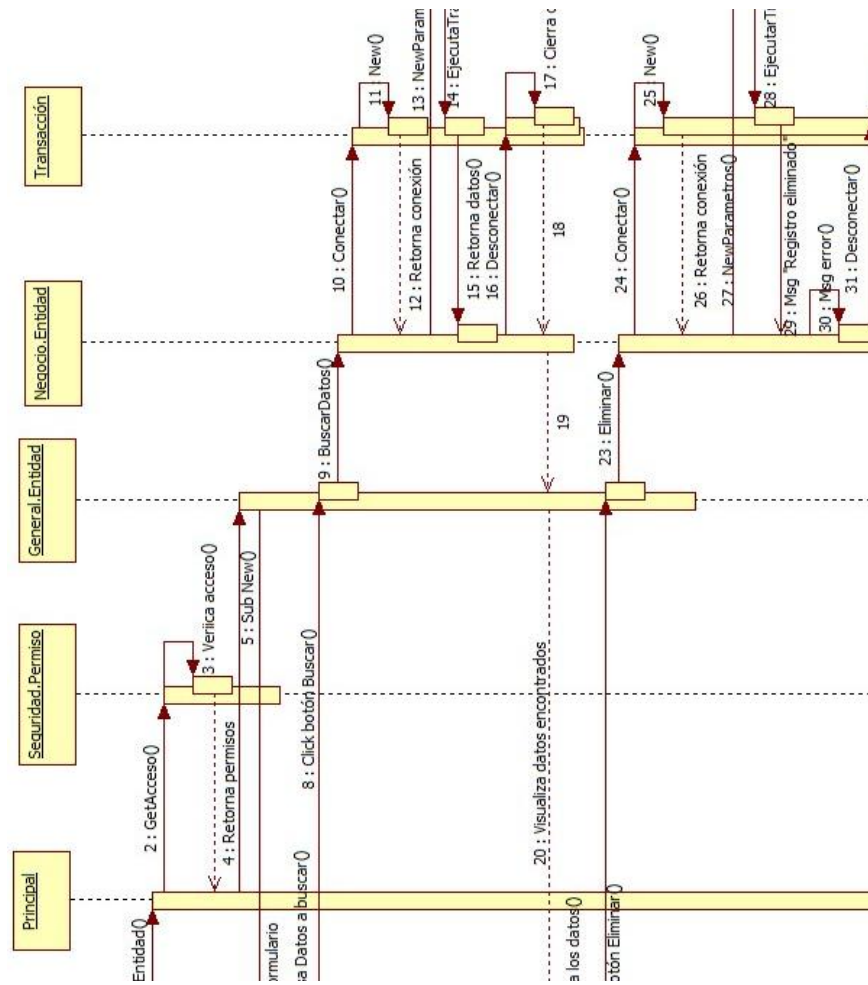 Principal
Seguridad.Permiso
General.Entidad
Negocio.Entidad
Transacción
Entidad()
2 : GetAcceso()
3 : Veriica acceso()
4 : Retorna permisos
5 : Sub New()
ormulario
sa Datos a buscar()
8 : Click botón Buscar()
9 : BuscarDatos()
10 : Conectar()
11 : New()
12 : Retorna conexión
13 : NewParam
14 : EjecutaTra
15 : Retorna datos()
16 : Desconectar()
17 : Cierra c
18
19
20 : Visualiza datos encontrados
a los datos()
otón Eliminar()
23 : Eliminar()
24 : Conectar()
25 : New()
26 : Retorna conexión
27 : NewParametros()
28 : EjecutarT
29 : Msg "Registro eliminado"
30 : Msg error()
31 : Desconectar()